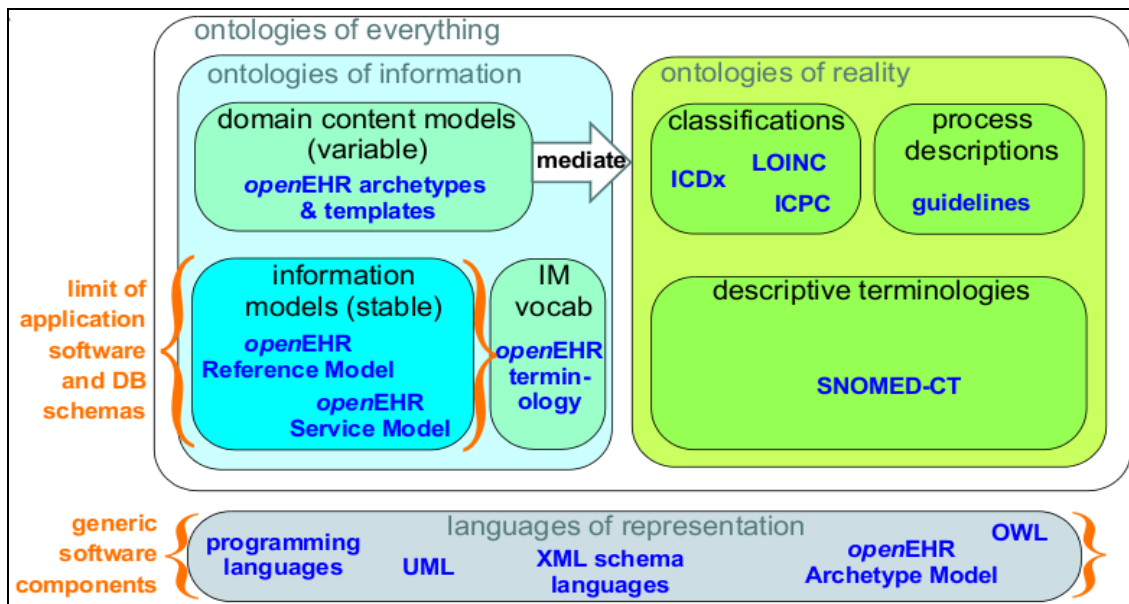 ontologies of everything
ontologies of information
domain content models
(variable)
openEHR archetypes
& templates
mediate
ontologies of reality
classifications
ICDx
LOINC
ICPC
process
descriptions
guidelines
limit of
application
software
and DB
schemas
information
models (stable)
openEHR
Reference Model
openEHR
Service Model
IM
vocab
openEHR
termin-
ology
descriptive terminologies
SNOMED-CT
generic
software
components
languages of representation
programming
languages
UML
XML schema
languages
openEHR
Archetype Model
OWL